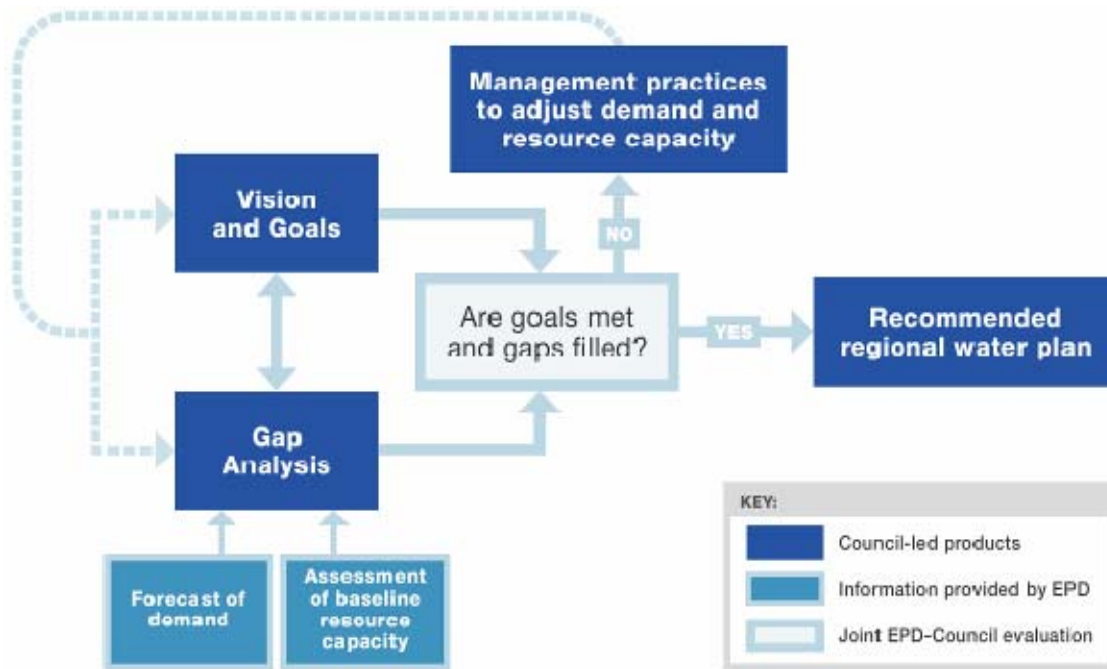 Management practices
to adjust demand and
resource capacity
Vision
and Goals
NO
Are goals met
and gaps filled?
YES
Recommended
regional water plan
Gap
Analysis
Forecast of
demand
Assessment
of baseline
resource
capacity
KEY:
Council-led products
Information provided by EPD
Joint EPD-Council evaluation